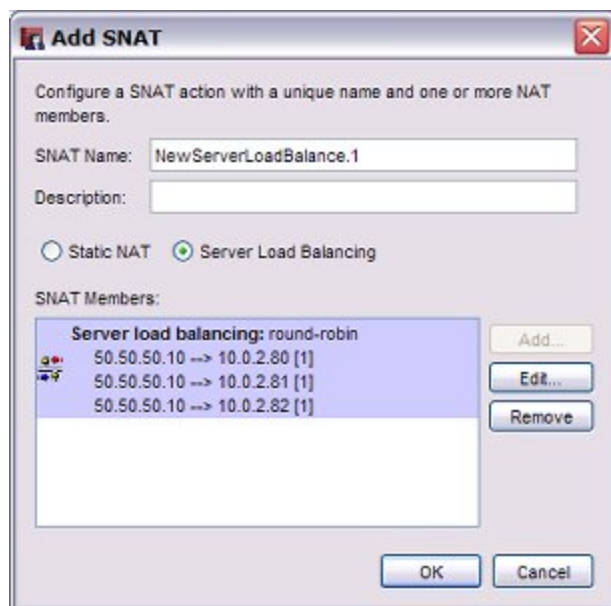 Add SNAT
Configure a SNAT action with a unique name and one or more NAT
members.
SNAT Name: NewServerLoadBalance.1
Description:
Static NAT Server Load Balancing
SNAT Members:
Server load balancing: round-robin
50.50.50.10 --> 10.0.2.80 [1]
50.50.50.10 --> 10.0.2.81 [1]
50.50.50.10 --> 10.0.2.82 [1]
Add...
Edit...
Remove
OK Cancel